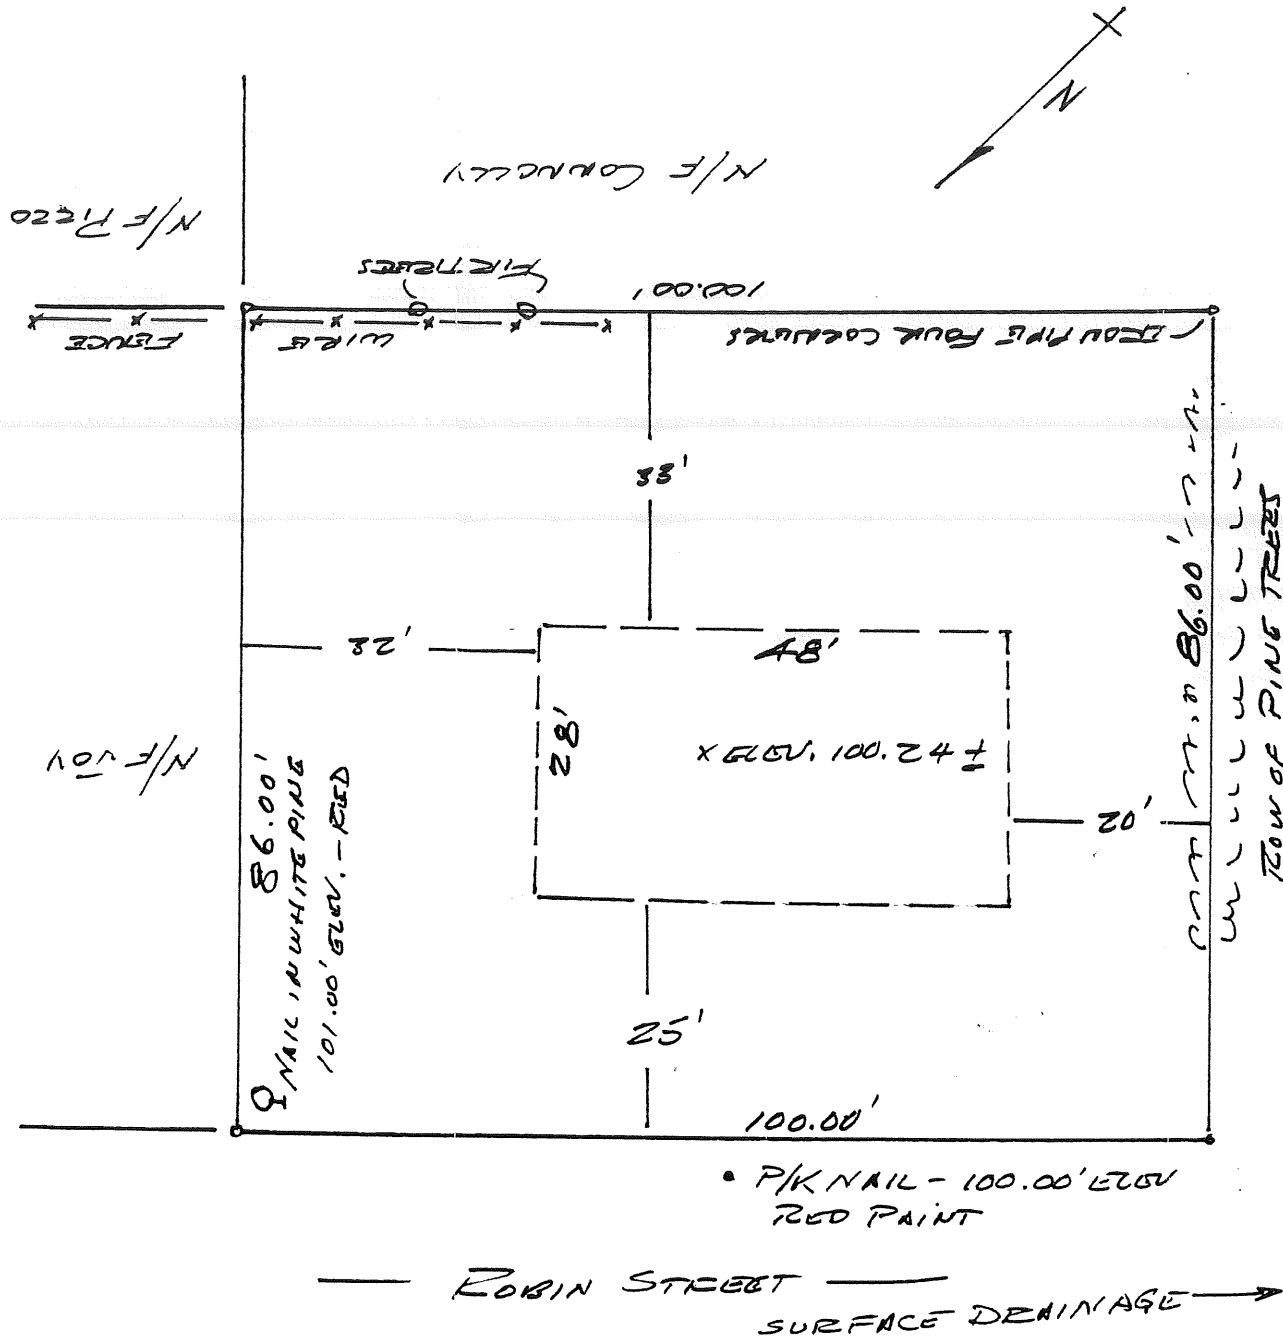 N
N/F CONNELLY
N/F PIZZO
FIR TREES
100.00'
FENCE
WIRE
IRON PIPE FOUR CORNERS
33'
32'
48'
28'
X ELEV. 100.24 ±
20'
86.00'
ROW OF PINE TREES
N/F JOY
86.00'
NAIL IN WHITE PINE
101.00' ELEV. - RED
25'
100.00'
• P/K NAIL - 100.00' ELEV
RED PAINT
ROBIN STREET
SURFACE DRAINAGE